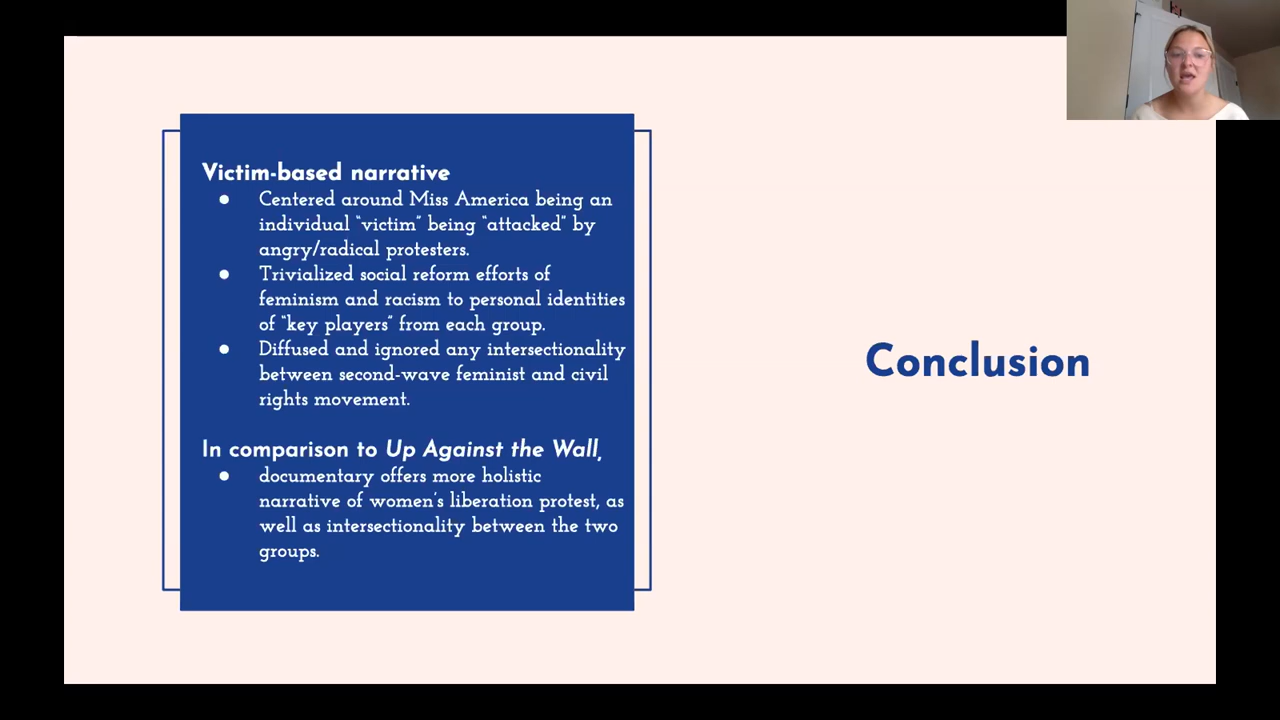 Victim-based narrative
● Centered around Miss America being an
individual “victim” being “attacked” by
angry/radical protesters.
● Trivialized social reform efforts of
feminism and racism to personal identities
of “key players” from each group.
● Diffused and ignored any intersectionality
between second-wave feminist and civil
rights movement.
In comparison to Up Against the Wall,
● documentary offers more holistic
narrative of women's liberation protest, as
well as intersectionality between the two
groups.
Conclusion